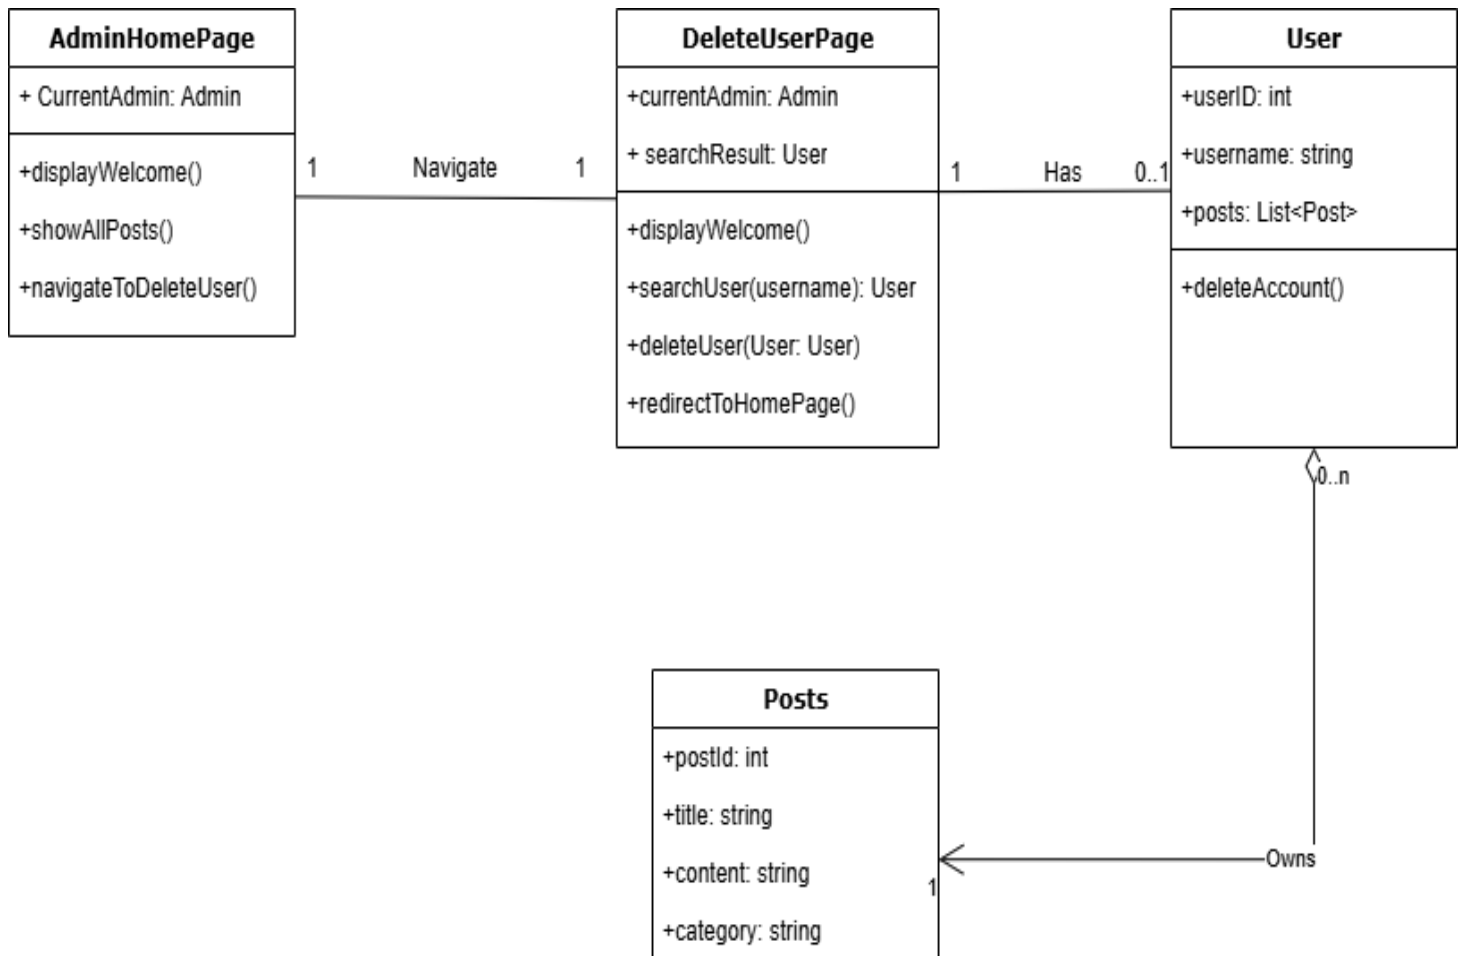 AdminHomePage
+ CurrentAdmin: Admin
+displayWelcome()
+showAllPosts()
+navigateToDeleteUser()
1 Navigate 1
DeleteUserPage
+currentAdmin: Admin
+ searchResult: User
+displayWelcome()
+searchUser(username): User
+deleteUser(User: User)
+redirectToHomePage()
1 Has 0..1
User
+userID: int
+username: string
+posts: List<Post>
+deleteAccount()
0..n
Owns
1
Posts
+postId: int
+title: string
+content: string
+category: string